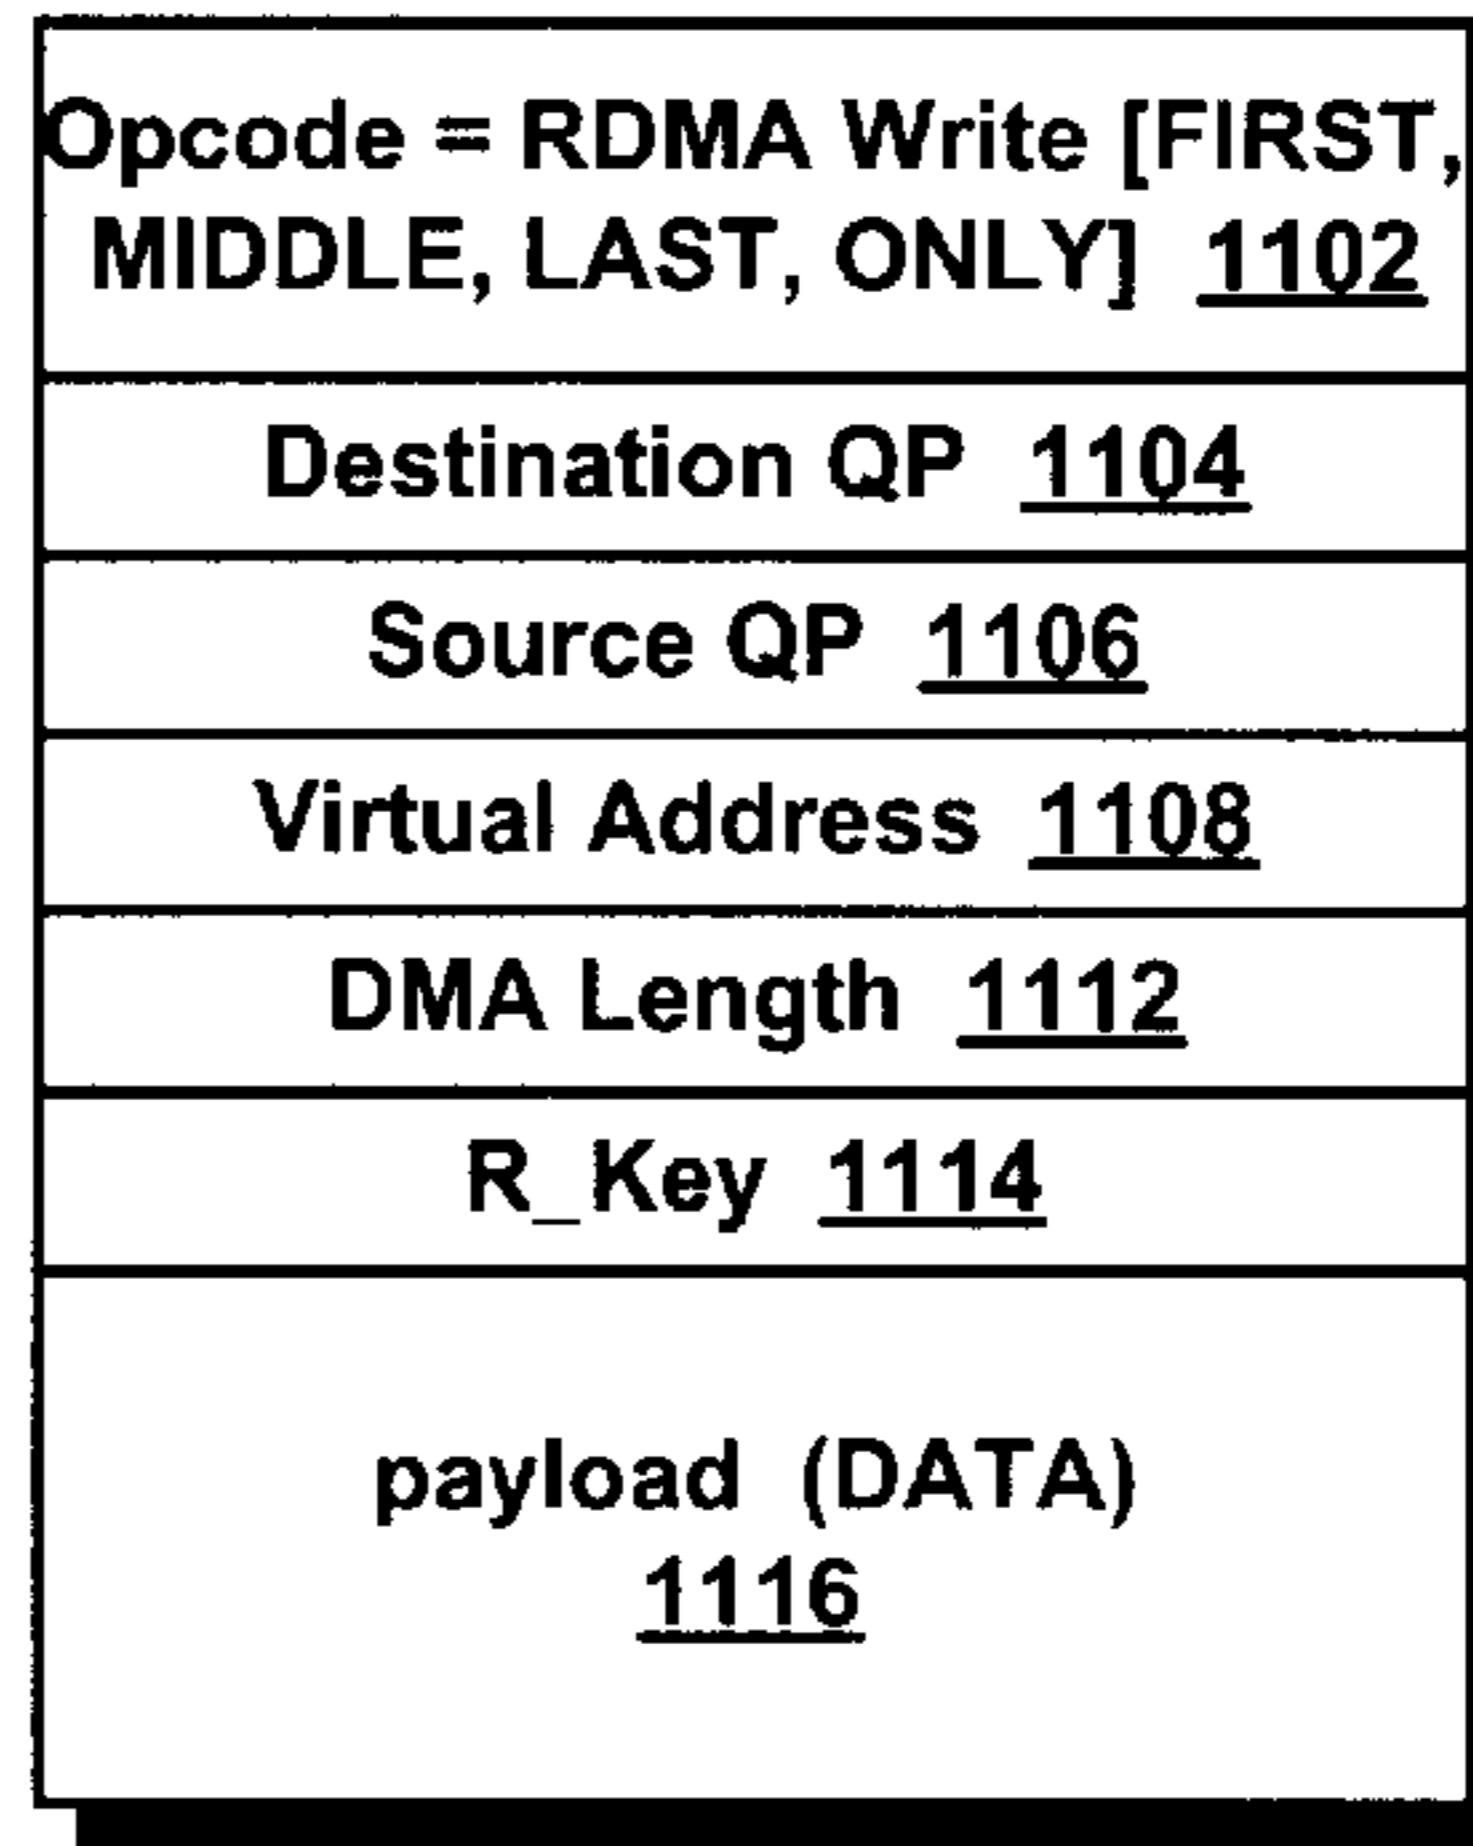 Opcode = RDMA Write [FIRST,
MIDDLE, LAST, ONLY] 1102
Destination QP 1104
Source QP 1106
Virtual Address 1108
DMA Length 1112
R_Key 1114
payload (DATA)
1116